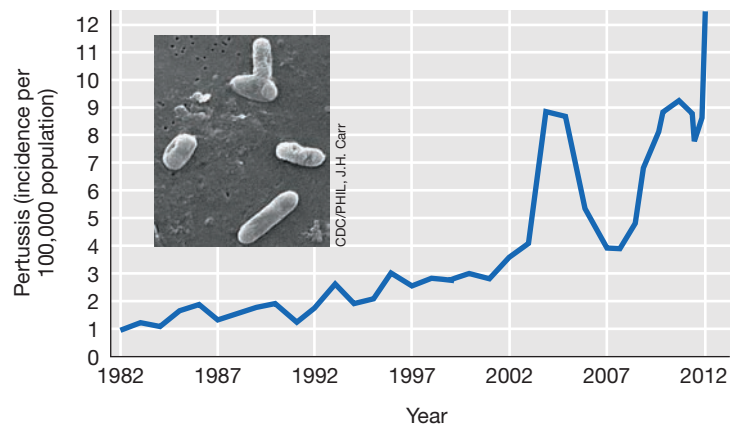 12
11
10
9
8
7
6
5
4
3
2
1
0
Pertussis (incidence per
100,000 population)
CDC/PHIL, J.H. Carr
1982 1987 1992 1997 2002 2007 2012
Year